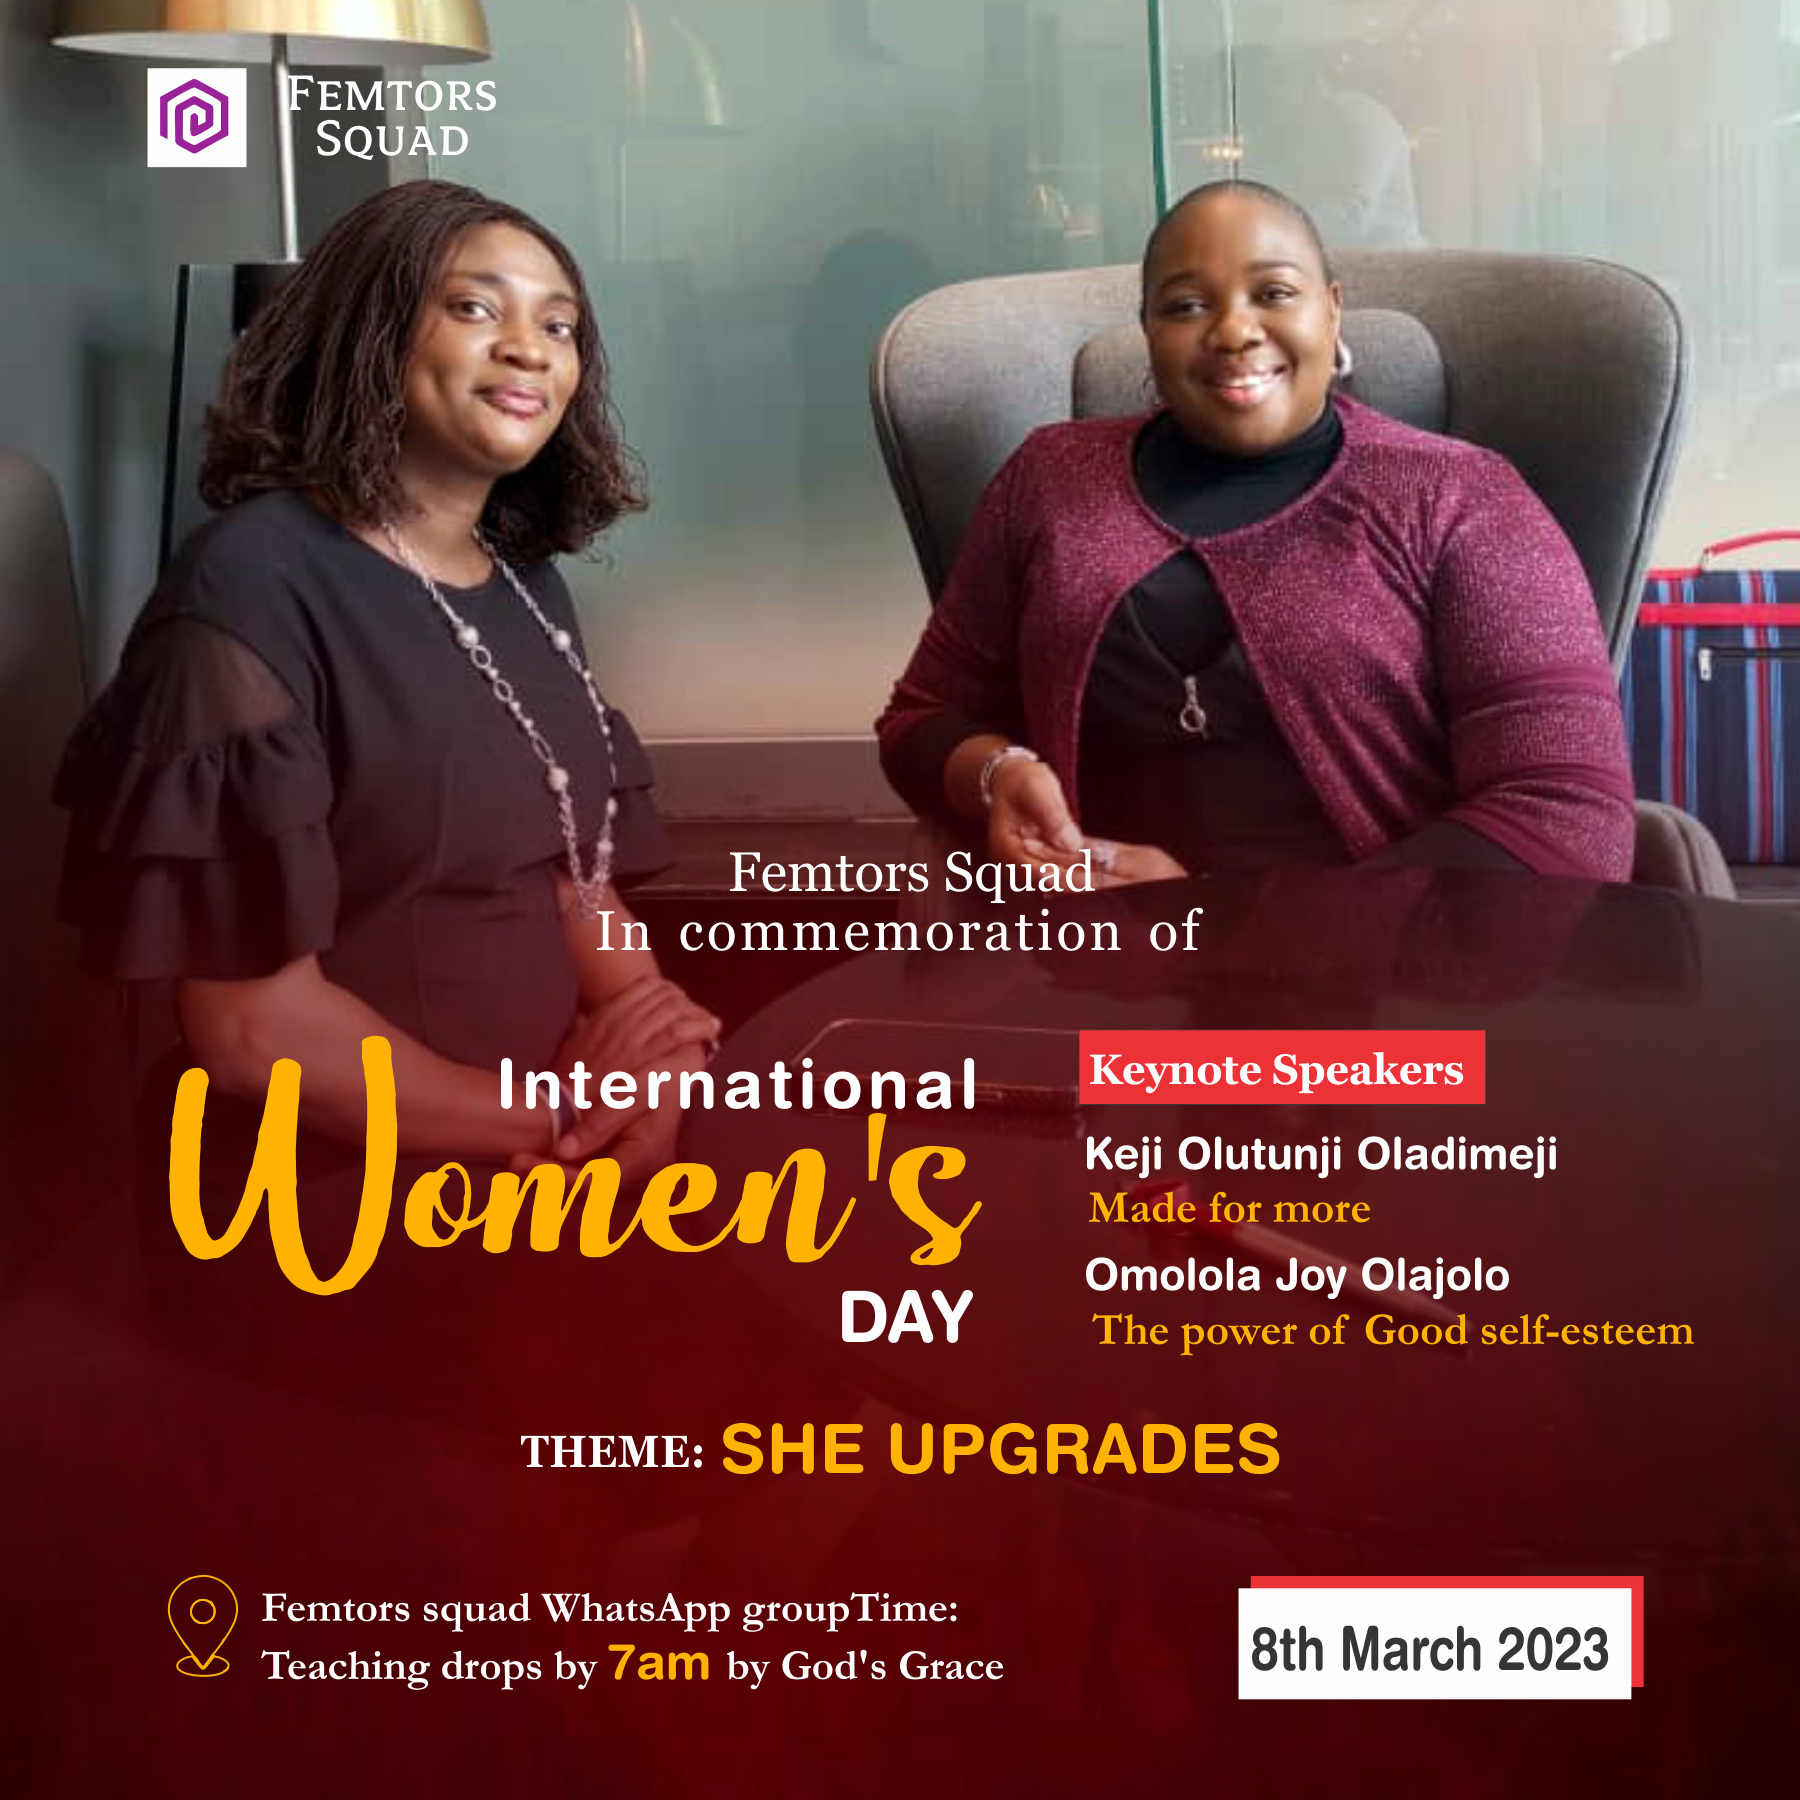 FEMTORS
SQUAD
Femtors Squad
In commemoration of
International
Women's
DAY
Keynote Speakers
Keji Olutunji Oladimeji
Made for more
Omolola Joy Olajolo
The power of Good self-esteem
THEME: SHE UPGRADES
Femtors squad WhatsApp groupTime:
Teaching drops by 7am by God's Grace
8th March 2023